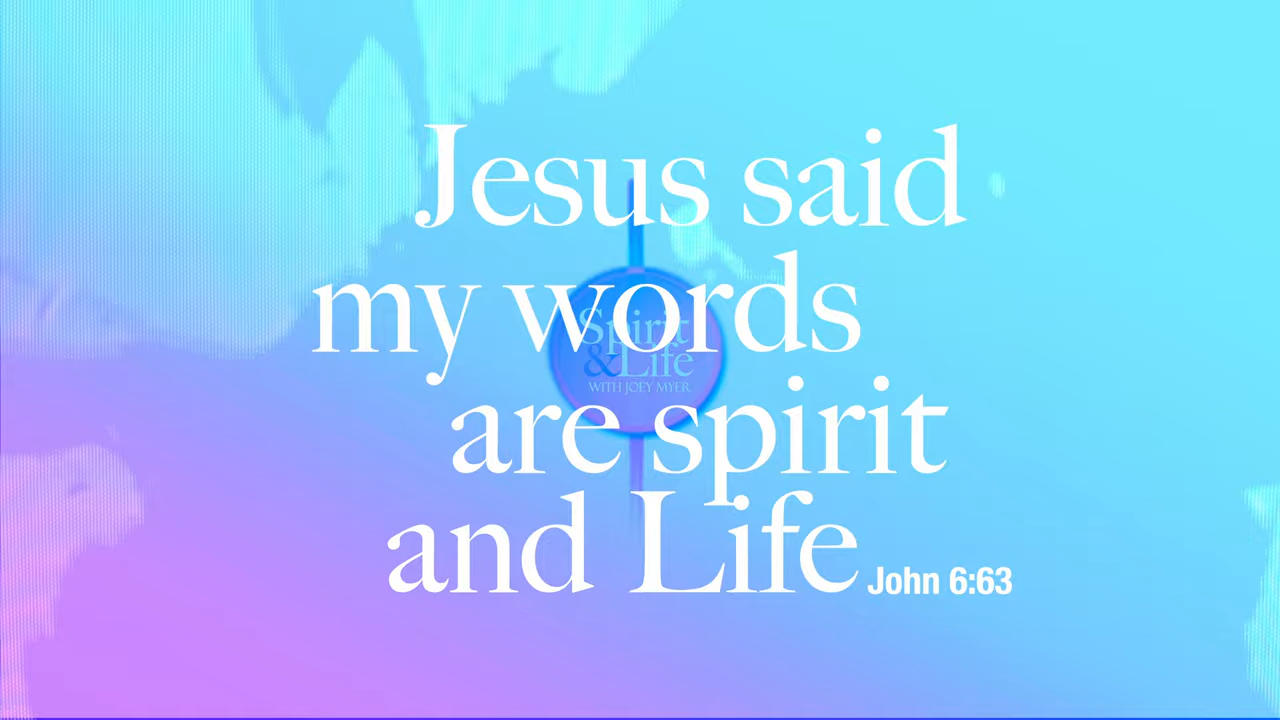 Jesus said
my words
Spirit
&Life
WITH JOEY MYER
are spirit
and Life
John 6:63